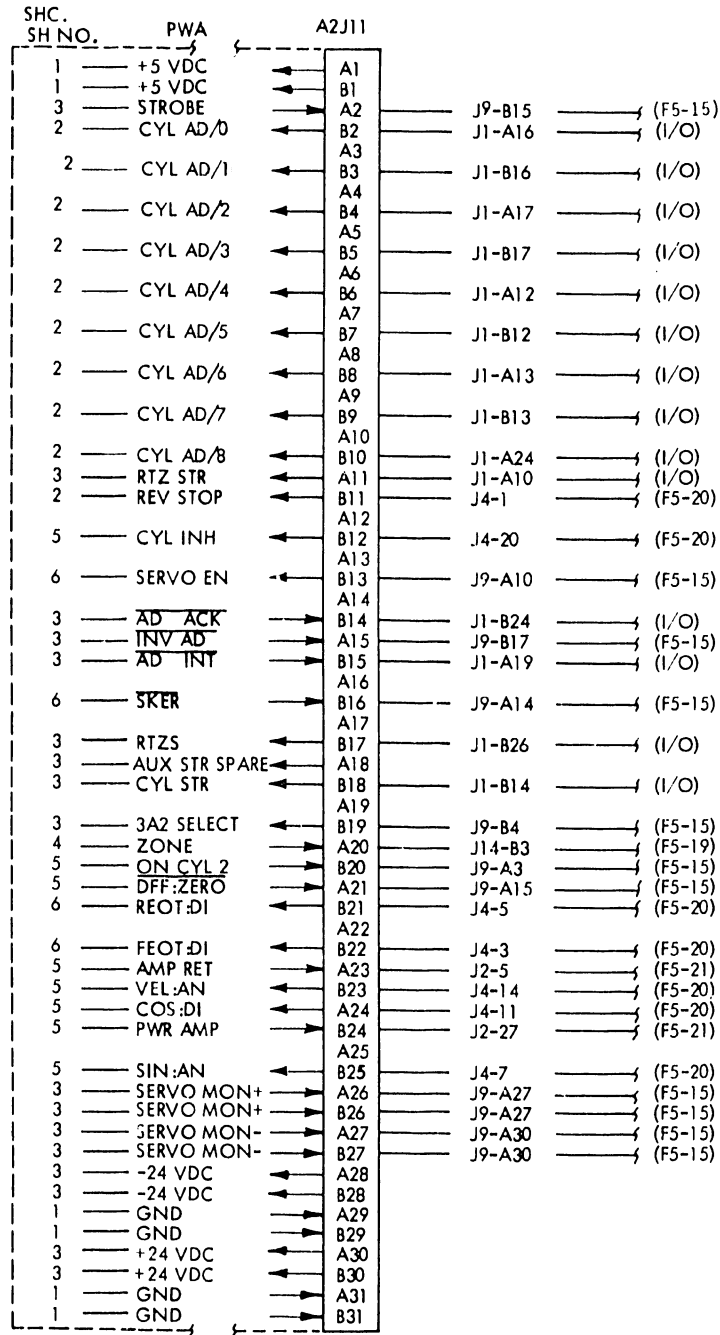 SHC.
SH NO. PWA A2J11
1 +5 VDC A1
1 +5 VDC B1
3 STROBE A2 J9-B15 (F5-15)
2 CYL AD/0 B2 J1-A16 (I/O)
A3
2 CYL AD/1 B3 J1-B16 (I/O)
A4
2 CYL AD/2 B4 J1-A17 (I/O)
A5
2 CYL AD/3 B5 J1-B17 (I/O)
A6
2 CYL AD/4 B6 J1-A12 (I/O)
A7
2 CYL AD/5 B7 J1-B12 (I/O)
A8
2 CYL AD/6 B8 J1-A13 (I/O)
A9
2 CYL AD/7 B9 J1-B13 (I/O)
A10
2 CYL AD/8 B10 J1-A24 (I/O)
3 RTZ STR A11 J1-A10 (I/O)
2 REV STOP B11 J4-1 (F5-20)
A12
5 CYL INH B12 J4-20 (F5-20)
A13
6 SERVO EN B13 J9-A10 (F5-15)
A14
3 AD ACK B14 J1-B24 (I/O)
3 INV AD A15 J9-B17 (F5-15)
3 AD INT B15 J1-A19 (I/O)
A16
6 SKER B16 J9-A14 (F5-15)
A17
3 RTZS B17 J1-B26 (I/O)
3 AUX STR SPARE A18
3 CYL STR B18 J1-B14 (I/O)
A19
3 3A2 SELECT B19 J9-B4 (F5-15)
4 ZONE A20 J14-B3 (F5-19)
5 ON CYL 2 B20 J9-A3 (F5-15)
5 DFF:ZERO A21 J9-A15 (F5-15)
6 REOT:DI B21 J4-5 (F5-20)
A22
6 FEOT:DI B22 J4-3 (F5-20)
5 AMP RET A23 J2-5 (F5-21)
5 VEL:AN B23 J4-14 (F5-20)
5 COS:DI A24 J4-11 (F5-20)
5 PWR AMP B24 J2-27 (F5-21)
A25
5 SIN:AN B25 J4-7 (F5-20)
3 SERVO MON+ A26 J9-A27 (F5-15)
3 SERVO MON+ B26 J9-A27 (F5-15)
3 SERVO MON- A27 J9-A30 (F5-15)
3 SERVO MON- B27 J9-A30 (F5-15)
3 -24 VDC A28
3 -24 VDC B28
1 GND A29
1 GND B29
3 +24 VDC A30
3 +24 VDC B30
1 GND A31
1 GND B31